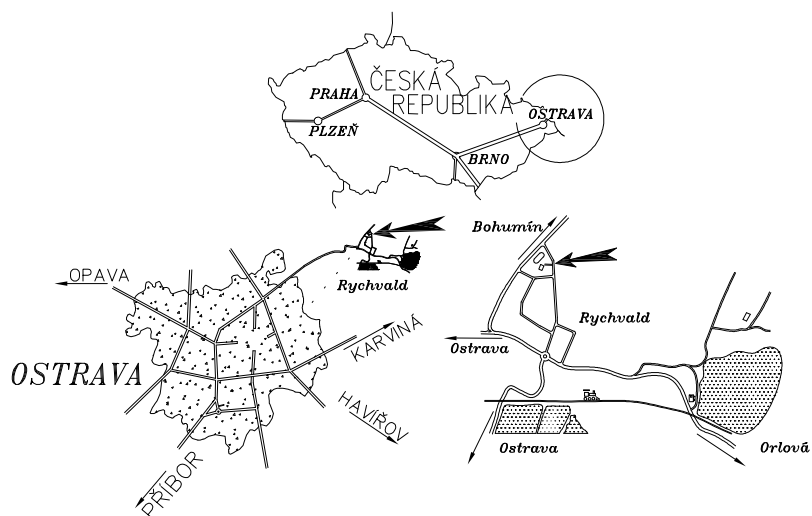 ČESKÁ
REPUBLIKA
PRAHA
PLZEŇ
OSTRAVA
BRNO
Bohumín
OPAVA
Rychvald
Rychvald
KARVINÁ
Ostrava
OSTRAVA
HAVÍŘOV
Ostrava
Orlová
PŘÍBOR